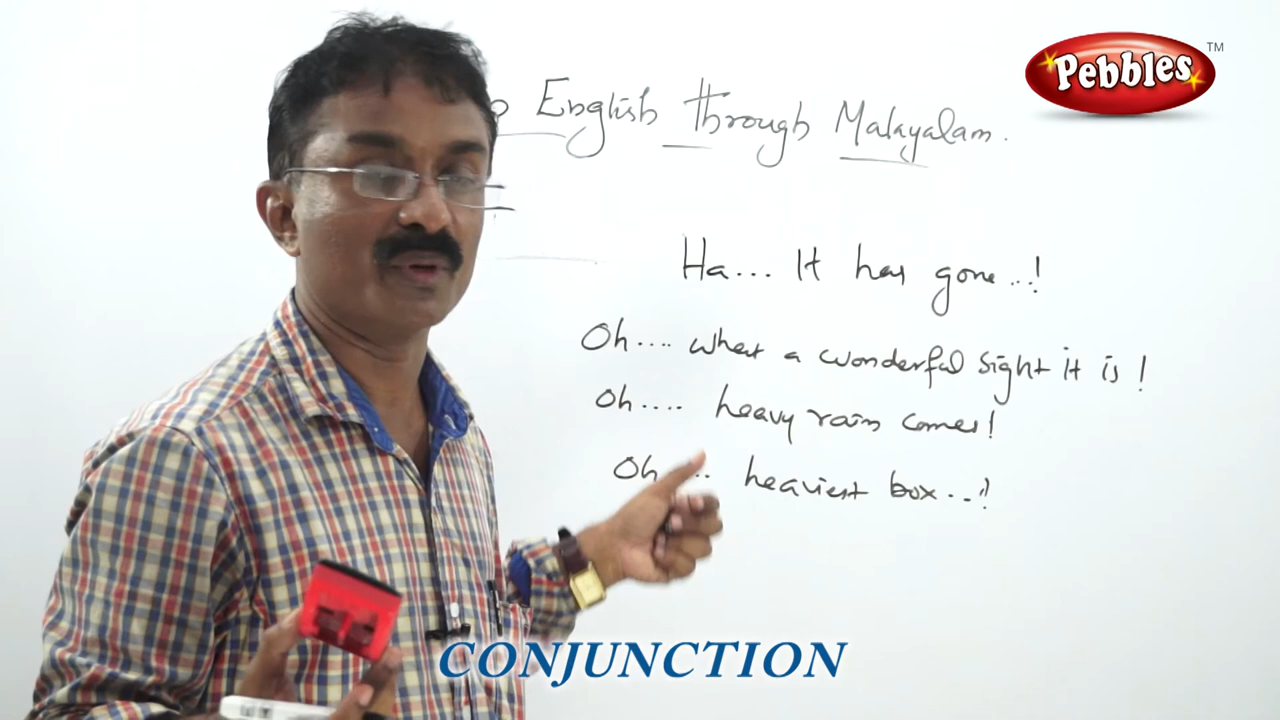 Pebbles TM
English through Malayalam.
Ha... It has gone...!
Oh.... what a wonderful sight it is!
Oh.... heavy rain comes!
Oh.... heaviest box...!
CONJUNCTION